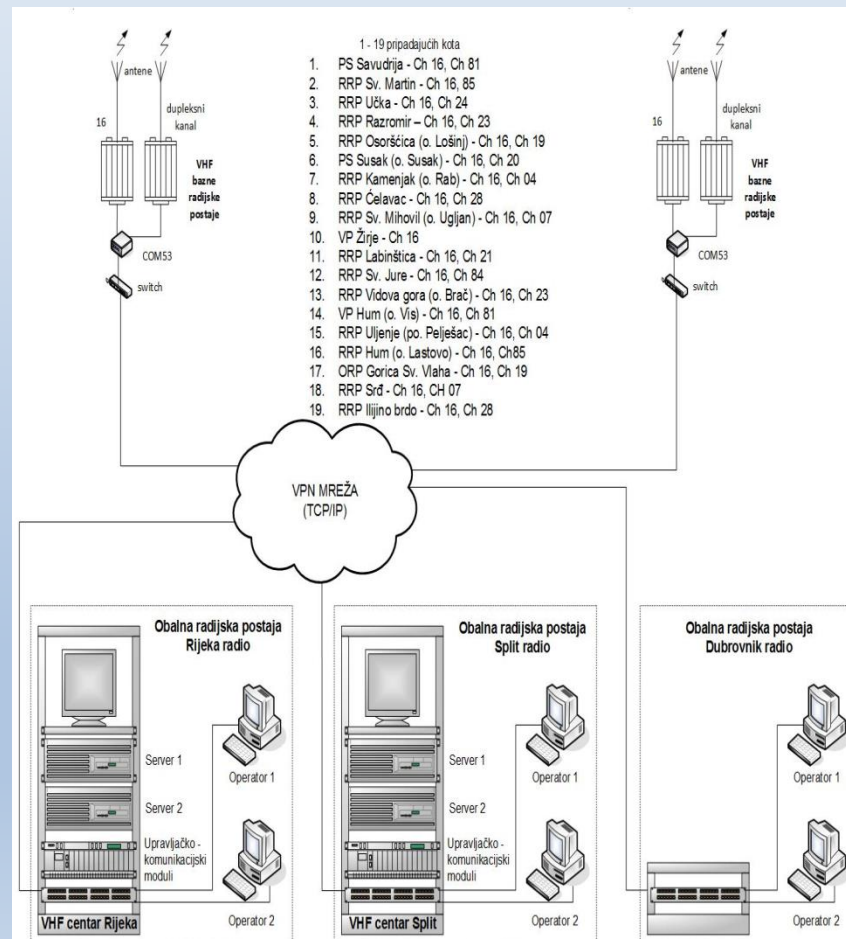 1 - 19 pripadajućih kota
1. PS Savudrija - Ch 16, Ch 81
2. RRP Sv. Martin - Ch 16, 85
3. RRP Učka - Ch 16, Ch 24
4. RRP Razromir – Ch 16, Ch 23
5. RRP Osoršćica (o. Lošinj) - Ch 16, Ch 19
6. PS Susak (o. Susak) - Ch 16, Ch 20
7. RRP Kamenjak (o. Rab) - Ch 16, Ch 04
8. RRP Ćelavac - Ch 16, Ch 28
9. RRP Sv. Mihovil (o. Ugljan) - Ch 16, Ch 07
10. VP Žirje - Ch 16
11. RRP Labinštica - Ch 16, Ch 21
12. RRP Sv. Jure - Ch 16, Ch 84
13. RRP Vidova gora (o. Brač) - Ch 16, Ch 23
14. VP Hum (o. Vis) - Ch 16, Ch 81
15. RRP Uljenje (po. Pelješac) - Ch 16, Ch 04
16. RRP Hum (o. Lastovo) - Ch 16, Ch85
17. ORP Gorica Sv. Vlaha - Ch 16, Ch 19
18. RRP Srđ - Ch 16, CH 07
19. RRP Ilijino brdo - Ch 16, Ch 28
antene
16
dupleksni
kanal
VHF
bazne
radijske
postaje
COM53
switch
antene
16
dupleksni
kanal
VHF
bazne
radijske
postaje
COM53
switch
VPN MREŽA
(TCP/IP)
Obalna radijska postaja
Rijeka radio
Server 1
Server 2
Upravljačko -
komunikacijski
moduli
Operator 1
Operator 2
VHF centar Rijeka
Obalna radijska postaja
Split radio
Server 1
Server 2
Upravljačko -
komunikacijski
moduli
Operator 1
Operator 2
VHF centar Split
Obalna radijska postaja
Dubrovnik radio
Operator 1
Operator 2